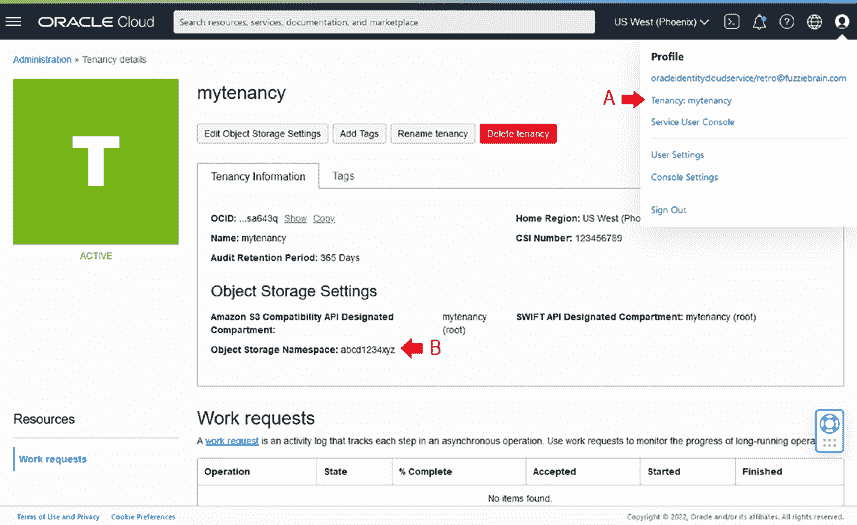 ORACLE Cloud
Search resources, services, documentation, and marketplace
US West (Phoenix)
Profile
oracleidentitycloudservice/retro@fuzziebrain.com
A
Tenancy: mytenancy
Service User Console
User Settings
Console Settings
Sign Out
Administration » Tenancy details
T
ACTIVE
mytenancy
Edit Object Storage Settings
Add Tags
Rename tenancy
Delete tenancy
Tenancy Information
Tags
OCID: ...sa643q Show Copy
Home Region: US West (Pho
Name: mytenancy
CSI Number: 123456789
Audit Retention Period: 365 Days
Object Storage Settings
Amazon S3 Compatibility API Designated
Compartment:
mytenancy
(root)
SWIFT API Designated Compartment: mytenancy (root)
Object Storage Namespace: abcd1234xyz
B
Resources
Work requests
Work requests
A work request is an activity log that tracks each step in an asynchronous operation. Use work requests to monitor the progress of long-running opera
Operation
State
% Complete
Accepted
Started
Finished
No items found.
Terms of Use and Privacy
Cookie Preferences
Copyright © 2022, Oracle and/or its affiliates. All rights reserved.